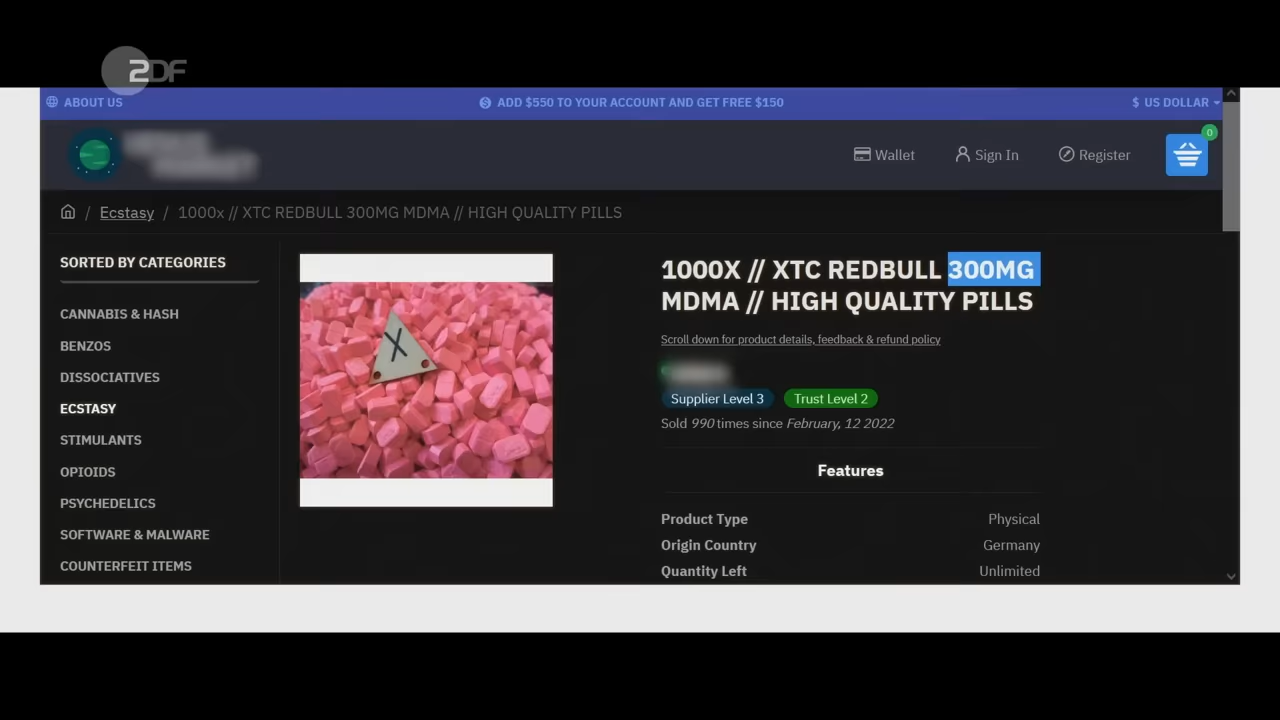 ZDF
ABOUT US
ADD $550 TO YOUR ACCOUNT AND GET FREE $150
$ US DOLLAR
0
Wallet
Sign In
Register
/ Ecstasy / 1000x // XTC REDBULL 300MG MDMA // HIGH QUALITY PILLS
SORTED BY CATEGORIES
CANNABIS & HASH
BENZOS
DISSOCIATIVES
ECSTASY
STIMULANTS
OPIOIDS
PSYCHEDELICS
SOFTWARE & MALWARE
COUNTERFEIT ITEMS
X
1000X // XTC REDBULL 300MG
MDMA // HIGH QUALITY PILLS
Scroll down for product details, feedback & refund policy
Supplier Level 3 Trust Level 2
Sold 990 times since February, 12 2022
Features
Product Type Physical
Origin Country Germany
Quantity Left Unlimited